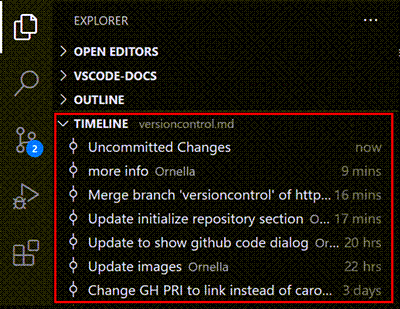 EXPLORER ...
OPEN EDITORS
VSCODE-DOCS
OUTLINE
TIMELINE versioncontrol.md
Uncommitted Changes now
more info Ornella 9 mins
Merge branch 'versioncontrol' of http... 16 mins
Update initialize repository section O... 17 mins
2
Update to show github code dialog Or... 20 hrs
Update images Ornella 22 hrs
Change GH PRI to link instead of caro... 3 days